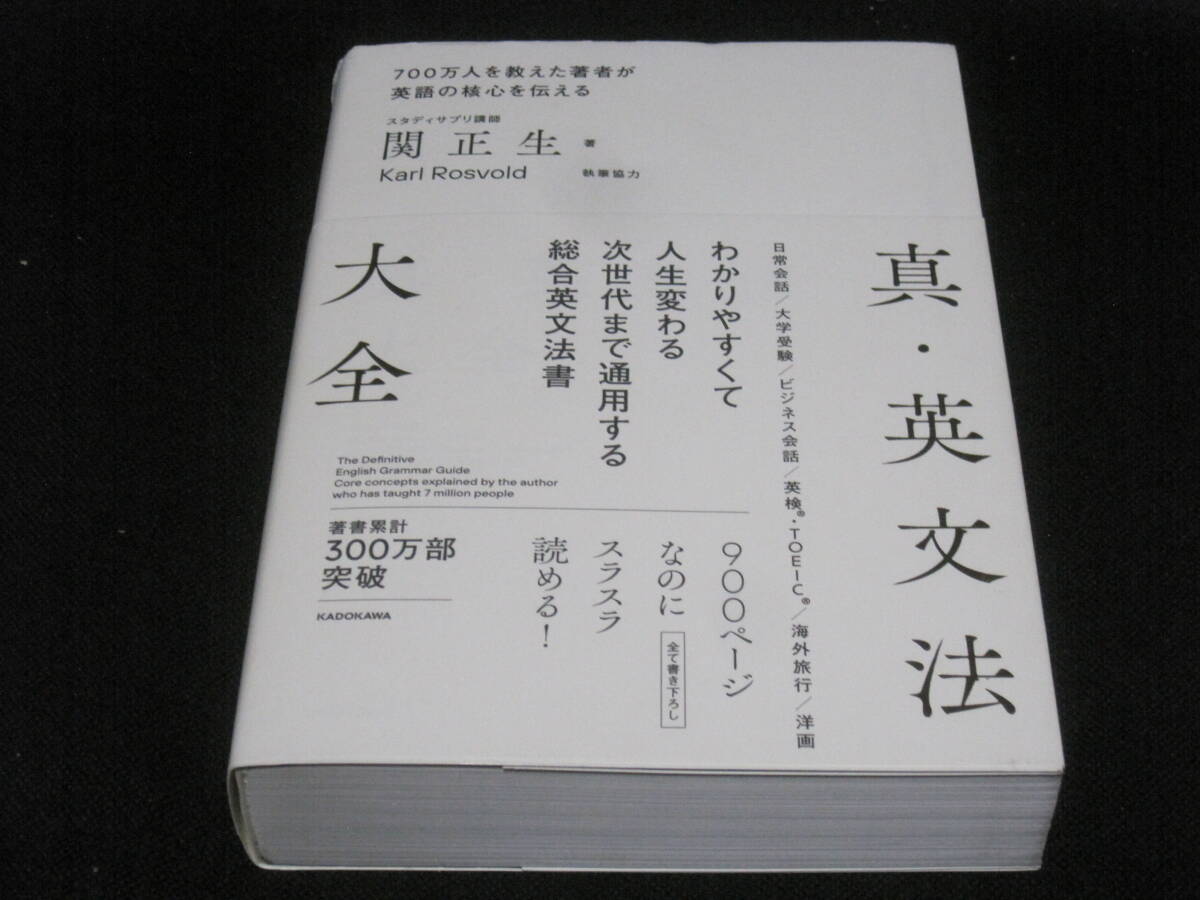 700万人を教えた著者が
英語の核心を伝える
スタディサプリ講師
関 正 生 著
Karl Rosvold 執筆協力
真・英文法
大全
日常会話/大学受験/ビジネス会話/英検®・TOEIC®/海外旅行/洋画
わかりやすくて
人生変わる
次世代まで通用する
総合英文法書
The Definitive
English Grammar Guide
Core concepts explained by the author
who has taught 7 million people
900ページ
なのに
全て書き下ろし
スラスラ
読める!
著書累計
300万部
突破
KADOKAWA